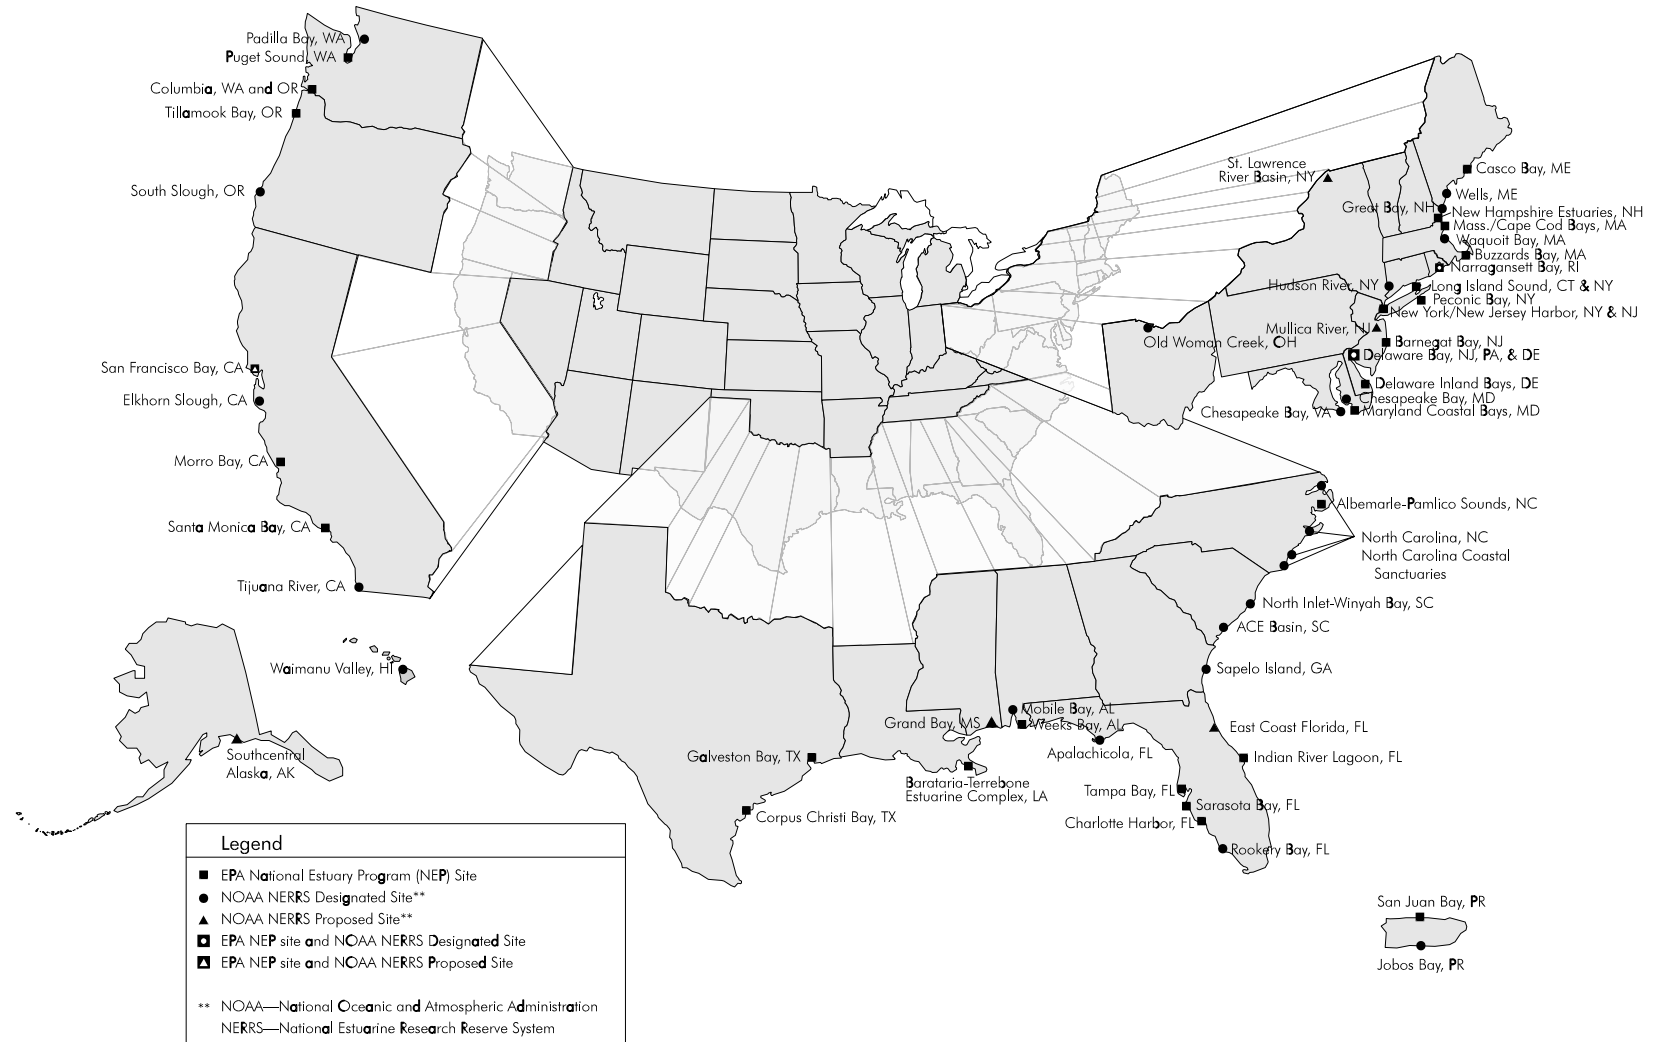 Padilla Bay, WA
Puget Sound, WA
Columbia, WA and OR
Tillamook Bay, OR
South Slough, OR
San Francisco Bay, CA
Elkhorn Slough, CA
Morro Bay, CA
Santa Monica Bay, CA
Tijuana River, CA
Waimanu Valley, HI
Southcentral
Alaska, AK
St. Lawrence
River Basin, NY
Casco Bay, ME
Wells, ME
Great Bay, NH
New Hampshire Estuaries, NH
Mass./Cape Cod Bays, MA
Waquoit Bay, MA
Buzzards Bay, MA
Narragansett Bay, RI
Hudson River, NY
Long Island Sound, CT & NY
Peconic Bay, NY
New York/New Jersey Harbor, NY & NJ
Mullica River, NJ
Old Woman Creek, OH
Barnegat Bay, NJ
Delaware Bay, NJ, PA, & DE
Delaware Inland Bays, DE
Chesapeake Bay, MD
Chesapeake Bay, VA
Maryland Coastal Bays, MD
Albemarle-Pamlico Sounds, NC
North Carolina, NC
North Carolina Coastal
Sanctuaries
North Inlet-Winyah Bay, SC
ACE Basin, SC
Sapelo Island, GA
Mobile Bay, AL
Grand Bay, MS
Weeks Bay, AL
East Coast Florida, FL
Apalachicola, FL
Galveston Bay, TX
Indian River Lagoon, FL
Barataria-Terrebone
Estuarine Complex, LA
Tampa Bay, FL
Sarasota Bay, FL
Corpus Christi Bay, TX
Charlotte Harbor, FL
Rookery Bay, FL
San Juan Bay, PR
Jobos Bay, PR
Legend
EPA National Estuary Program (NEP) Site
NOAA NERRS Designated Site**
NOAA NERRS Proposed Site**
EPA NEP site and NOAA NERRS Designated Site
EPA NEP site and NOAA NERRS Proposed Site
** NOAA—National Oceanic and Atmospheric Administration
NERRS—National Estuarine Research Reserve System